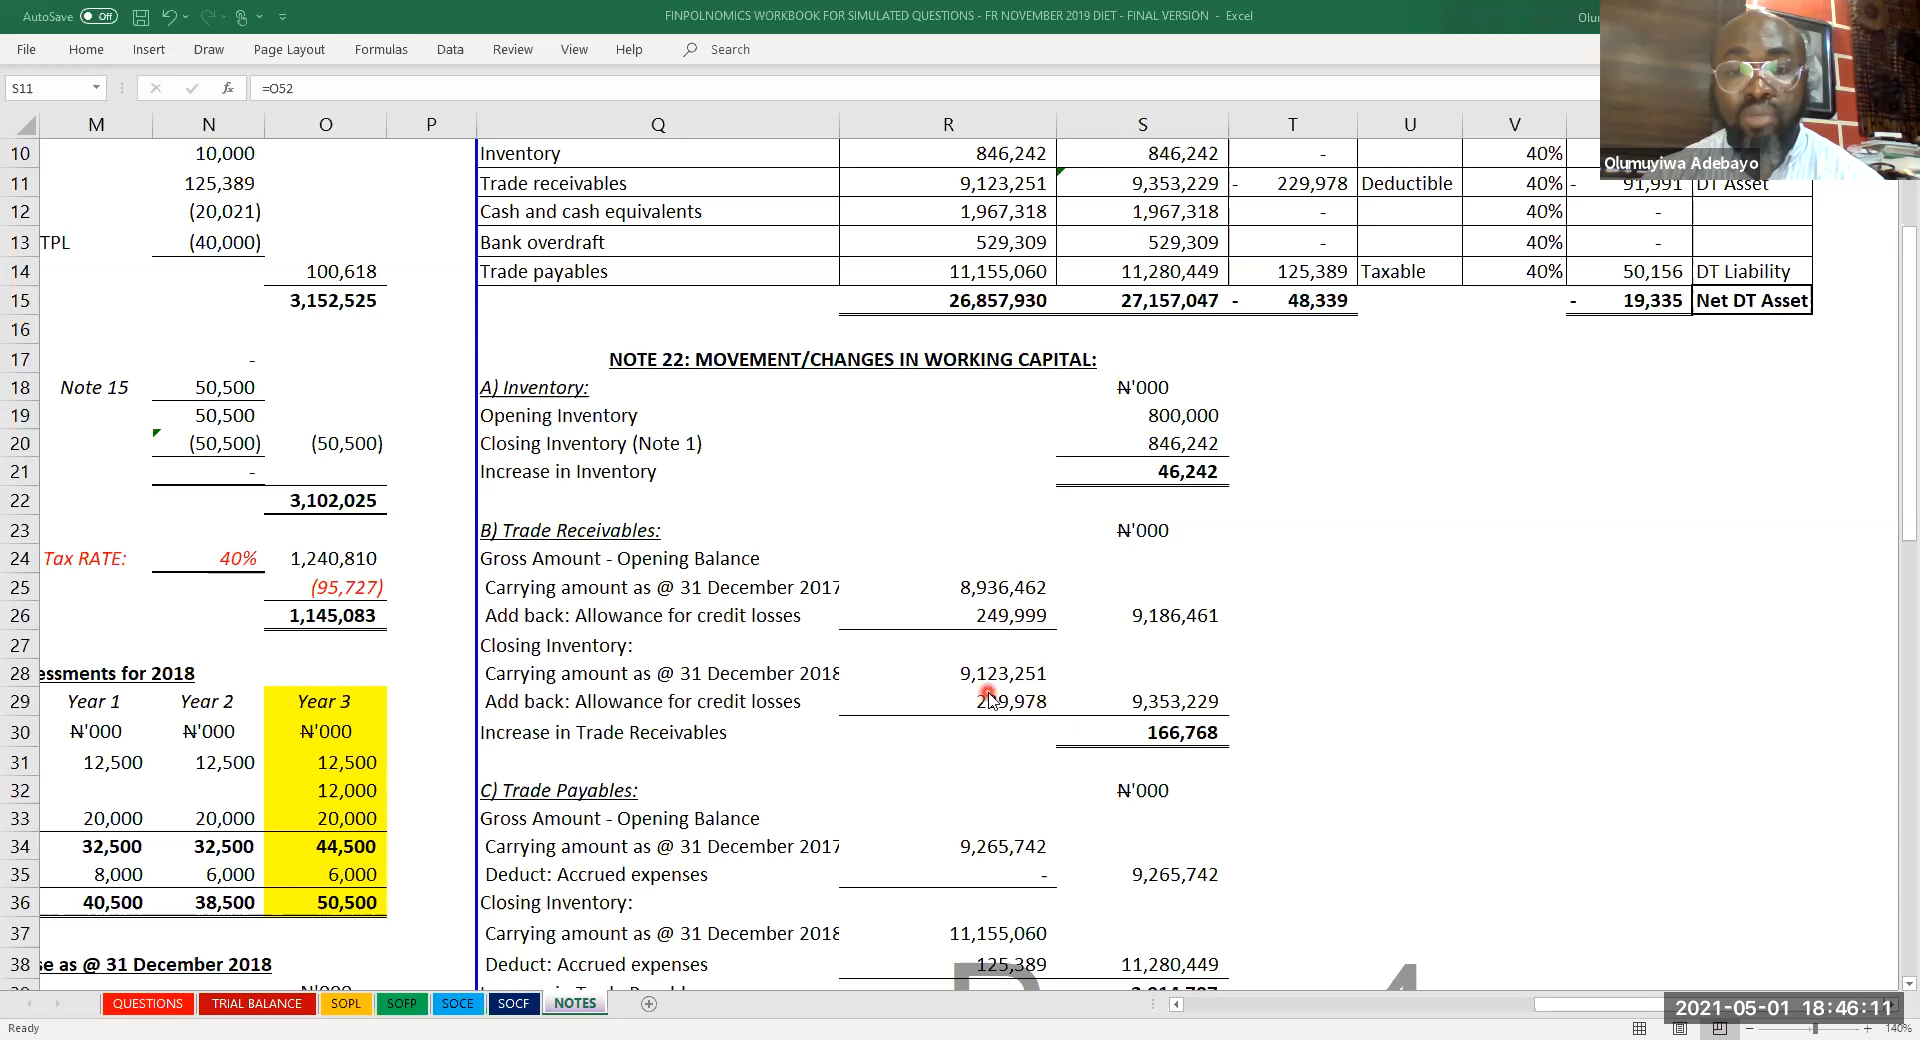 AutoSave Off
FINPOLNOMICS WORKBOOK FOR SIMULATED QUESTIONS - FR NOVEMBER 2019 DIET - FINAL VERSION - Excel
File Home Insert Draw Page Layout Formulas Data Review View Help Search
S11 fx =O52
Olumuyiwa Adebayo
M N O P Q R S T U V
10 10,000 Inventory 846,242 846,242 - 40%
11 125,389 Trade receivables 9,123,251 9,353,229 - 229,978 Deductible 40% - 91,991 DT Asset
12 (20,021) Cash and cash equivalents 1,967,318 1,967,318 - 40% -
13 TPL (40,000) Bank overdraft 529,309 529,309 - 40% -
14 100,618 Trade payables 11,155,060 11,280,449 125,389 Taxable 40% 50,156 DT Liability
15 3,152,525 26,857,930 27,157,047 - 48,339 - 19,335 Net DT Asset
16
17 - NOTE 22: MOVEMENT/CHANGES IN WORKING CAPITAL:
18 Note 15 50,500 A) Inventory: ₦'000
19 50,500 Opening Inventory 800,000
20 (50,500) (50,500) Closing Inventory (Note 1) 846,242
21 - Increase in Inventory 46,242
22 3,102,025
23 B) Trade Receivables: ₦'000
24 Tax RATE: 40% 1,240,810 Gross Amount - Opening Balance
25 (95,727) Carrying amount as @ 31 December 2017 8,936,462
26 1,145,083 Add back: Allowance for credit losses 249,999 9,186,461
27 Closing Inventory:
28 essments for 2018 Carrying amount as @ 31 December 2018 9,123,251
29 Year 1 Year 2 Year 3 Add back: Allowance for credit losses 9,353,229
30 ₦'000 ₦'000 ₦'000 Increase in Trade Receivables 166,768
31 12,500 12,500 12,500
32 12,000 C) Trade Payables: ₦'000
33 20,000 20,000 20,000 Gross Amount - Opening Balance
34 32,500 32,500 44,500 Carrying amount as @ 31 December 2017 9,265,742
35 8,000 6,000 6,000 Deduct: Accrued expenses - 9,265,742
36 40,500 38,500 50,500 Closing Inventory:
37 Carrying amount as @ 31 December 2018 11,155,060
38 se as @ 31 December 2018 Deduct: Accrued expenses 125,389 11,280,449
QUESTIONS TRIAL BALANCE SOPL SOFP SOCE SOCF NOTES
2021-05-01 18:46:11
Ready 140%